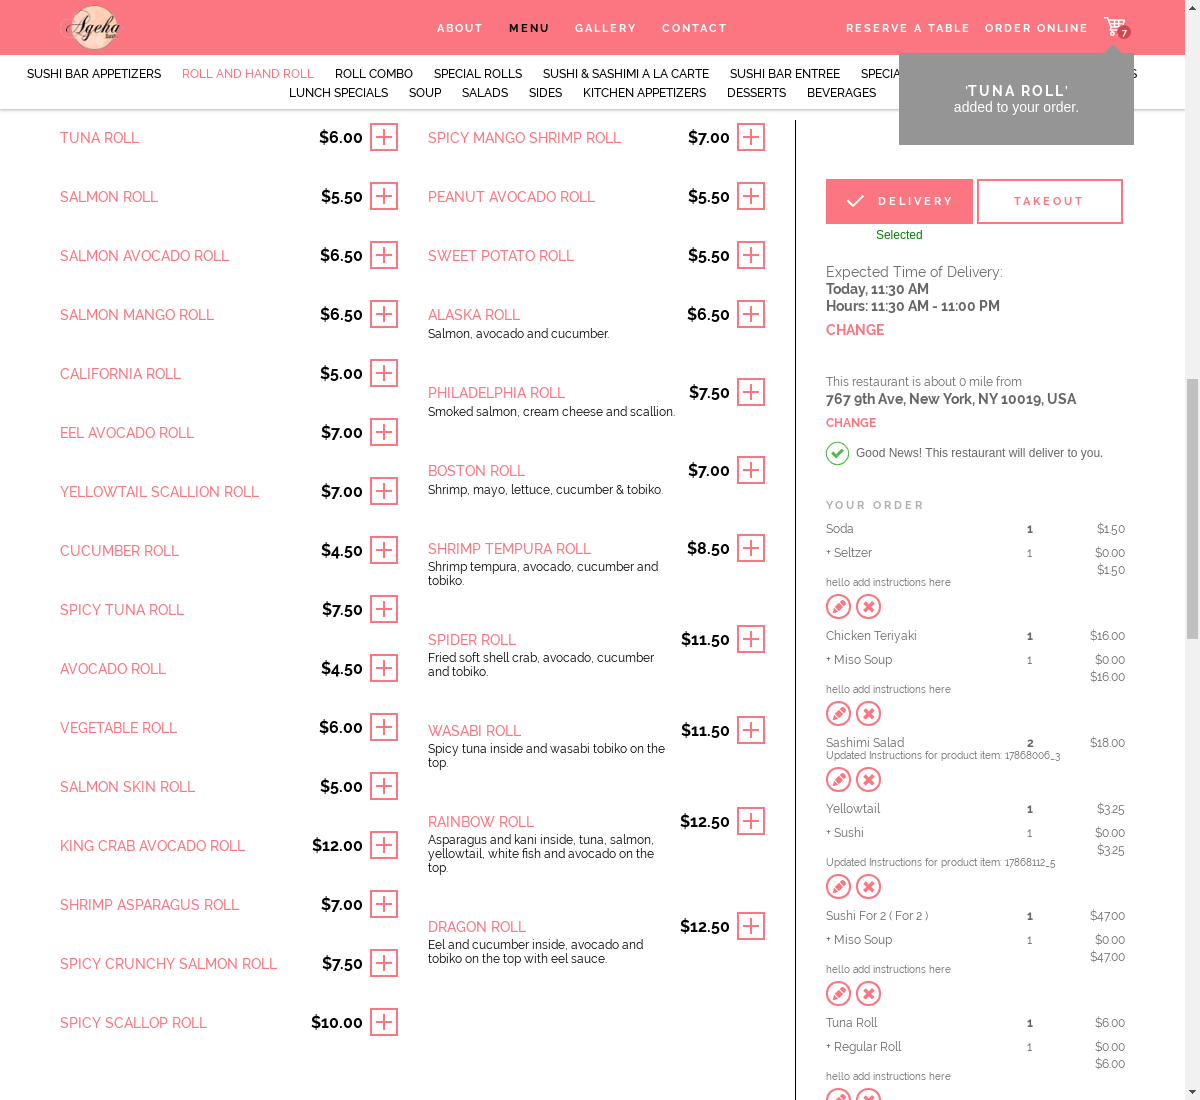 Ageha
ABOUT
MENU
GALLERY
CONTACT
RESERVE A TABLE
ORDER ONLINE
7
SUSHI BAR APPETIZERS
ROLL AND HAND ROLL
ROLL COMBO
SPECIAL ROLLS
SUSHI & SASHIMI A LA CARTE
SUSHI BAR ENTREE
LUNCH SPECIALS
SOUP
SALADS
SIDES
KITCHEN APPETIZERS
DESSERTS
BEVERAGES
'TUNA ROLL'
added to your order.
TUNA ROLL $6.00
SALMON ROLL $5.50
SALMON AVOCADO ROLL $6.50
SALMON MANGO ROLL $6.50
CALIFORNIA ROLL $5.00
EEL AVOCADO ROLL $7.00
YELLOWTAIL SCALLION ROLL $7.00
CUCUMBER ROLL $4.50
SPICY TUNA ROLL $7.50
AVOCADO ROLL $4.50
VEGETABLE ROLL $6.00
SALMON SKIN ROLL $5.00
KING CRAB AVOCADO ROLL $12.00
SHRIMP ASPARAGUS ROLL $7.00
SPICY CRUNCHY SALMON ROLL $7.50
SPICY SCALLOP ROLL $10.00
SPICY MANGO SHRIMP ROLL $7.00
PEANUT AVOCADO ROLL $5.50
SWEET POTATO ROLL $5.50
ALASKA ROLL $6.50
Salmon, avocado and cucumber.
PHILADELPHIA ROLL $7.50
Smoked salmon, cream cheese and scallion.
BOSTON ROLL $7.00
Shrimp, mayo, lettuce, cucumber & tobiko.
SHRIMP TEMPURA ROLL $8.50
Shrimp tempura, avocado, cucumber and
tobiko.
SPIDER ROLL $11.50
Fried soft shell crab, avocado, cucumber
and tobiko.
WASABI ROLL $11.50
Spicy tuna inside and wasabi tobiko on the
top.
RAINBOW ROLL $12.50
Asparagus and kani inside, tuna, salmon,
yellowtail, white fish and avocado on the
top.
DRAGON ROLL $12.50
Eel and cucumber inside, avocado and
tobiko on the top with eel sauce.
DELIVERY
TAKEOUT
Selected
Expected Time of Delivery:
Today, 11:30 AM
Hours: 11:30 AM - 11:00 PM
CHANGE
This restaurant is about 0 mile from
767 9th Ave, New York, NY 10019, USA
CHANGE
Good News! This restaurant will deliver to you.
YOUR ORDER
Soda 1 $1.50
+ Seltzer 1 $0.00
$1.50
hello add instructions here
Chicken Teriyaki 1 $16.00
+ Miso Soup 1 $0.00
$16.00
hello add instructions here
Sashimi Salad 2 $18.00
Updated Instructions for product item: 17868006_3
Yellowtail 1 $3.25
+ Sushi 1 $0.00
$3.25
Updated Instructions for product item: 17868112_5
Sushi For 2 ( For 2 ) 1 $47.00
+ Miso Soup 1 $0.00
$47.00
hello add instructions here
Tuna Roll 1 $6.00
+ Regular Roll 1 $0.00
$6.00
hello add instructions here